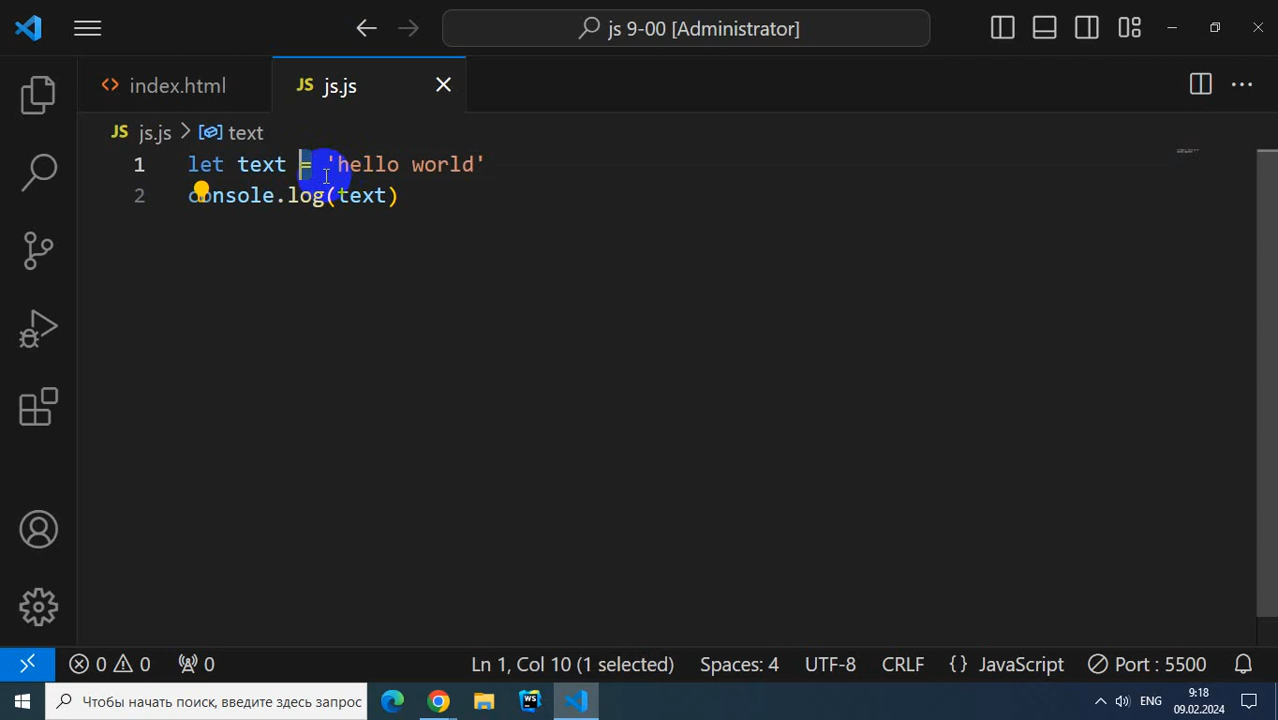 js 9-00 [Administrator]
index.html
JS js.js
JS js.js > text
1 let text = 'hello world'
2 console.log(text)
0 0 0 Ln 1, Col 10 (1 selected) Spaces: 4 UTF-8 CRLF {} JavaScript Port : 5500
Чтобы начать поиск, введите здесь запрос WS ENG 9:18
09.02.2024